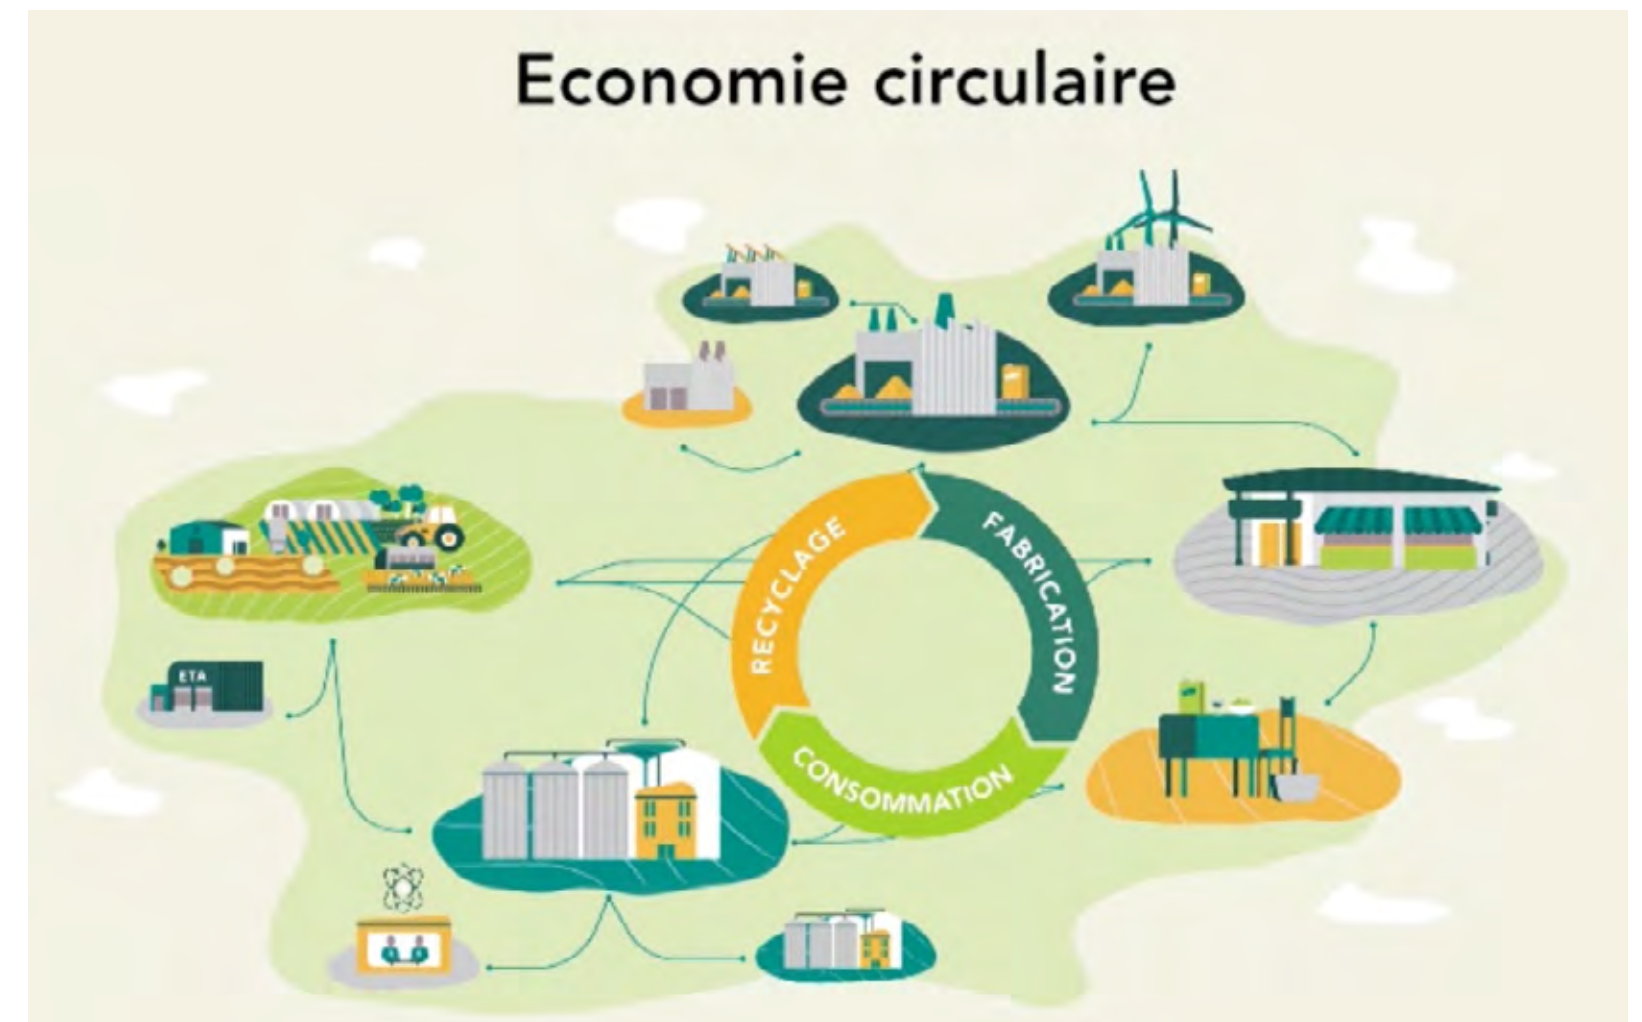 Economie circulaire
RECYCLAGE
FABRICATION
CONSOMMATION
ETA